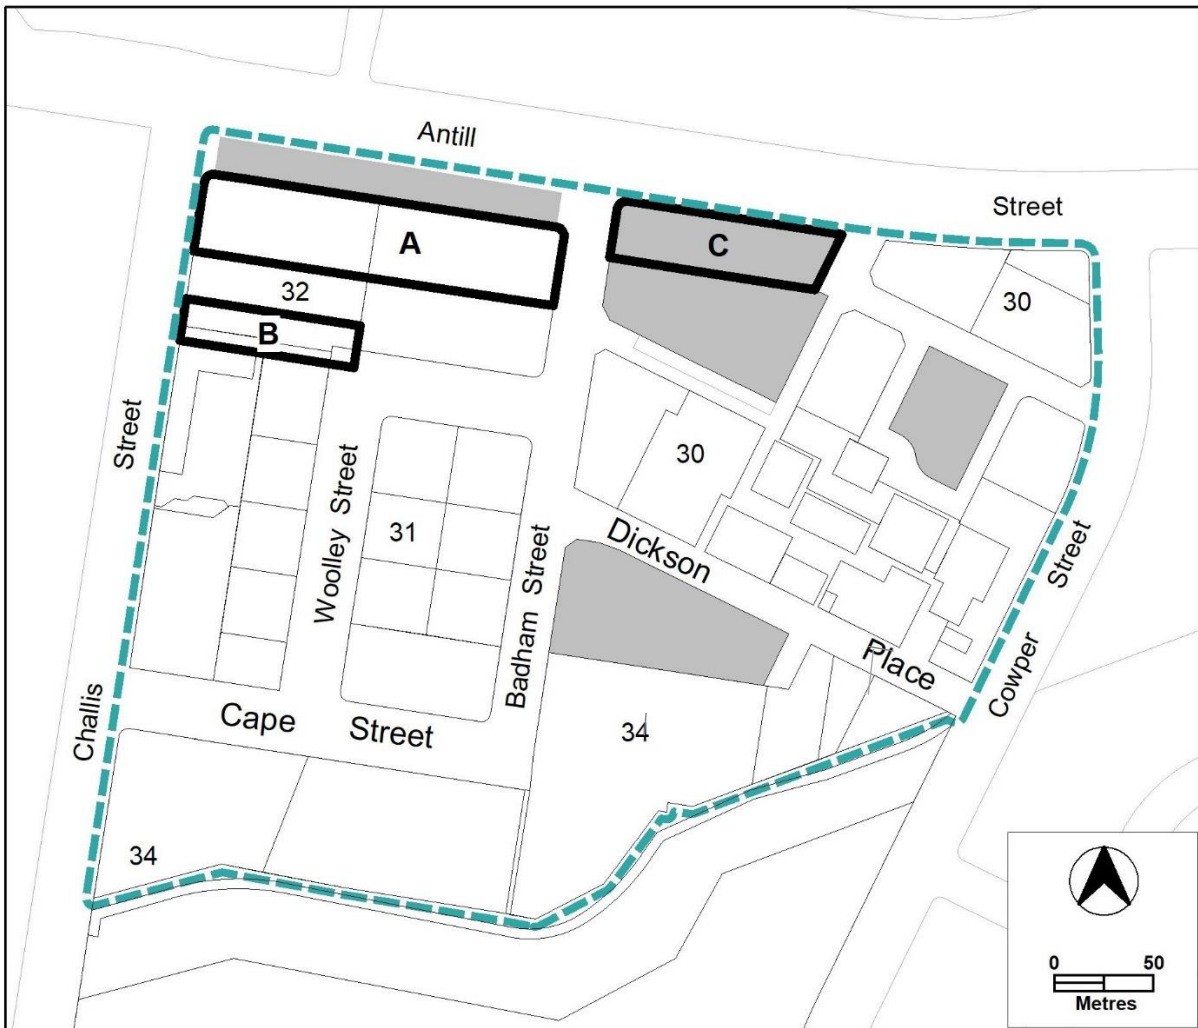 Antill
Street
A
C
32
B
30
Street
Woolley Street
31
30
Badham Street
Dickson
Place
Street
Cowper
Challis
Cape Street
34
34
0 50
Metres